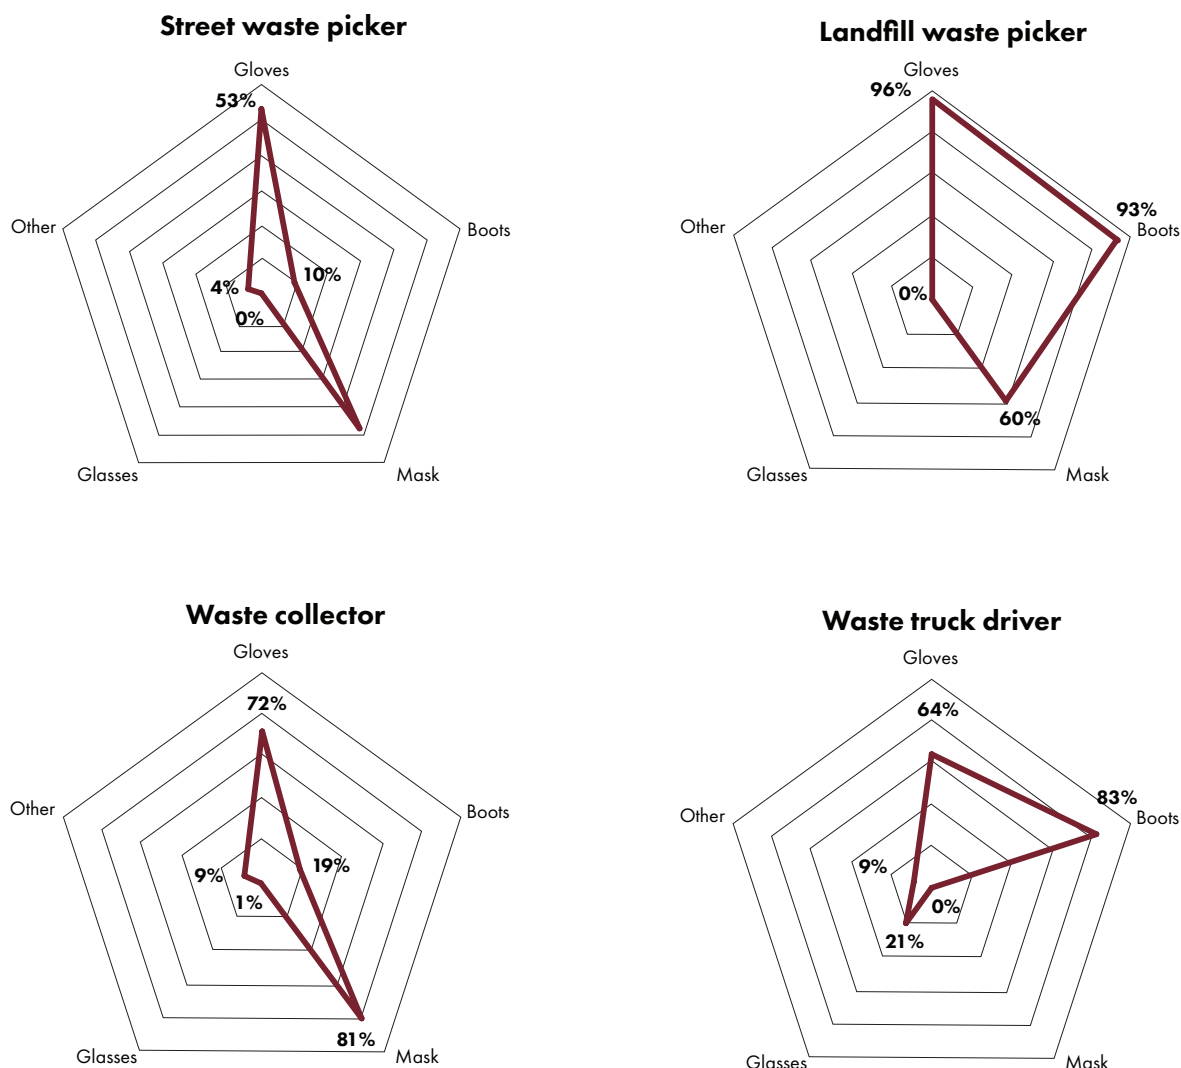 Street waste picker
Gloves
53%
Other
Boots
10%
4%
0%
Glasses
Mask
Landfill waste picker
Gloves
96%
93%
Other
Boots
0%
60%
Glasses
Mask
Waste collector
Gloves
72%
Other
Boots
19%
9%
1%
81%
Glasses
Mask
Waste truck driver
Gloves
64%
83%
Other
Boots
9%
0%
21%
Glasses
Mask